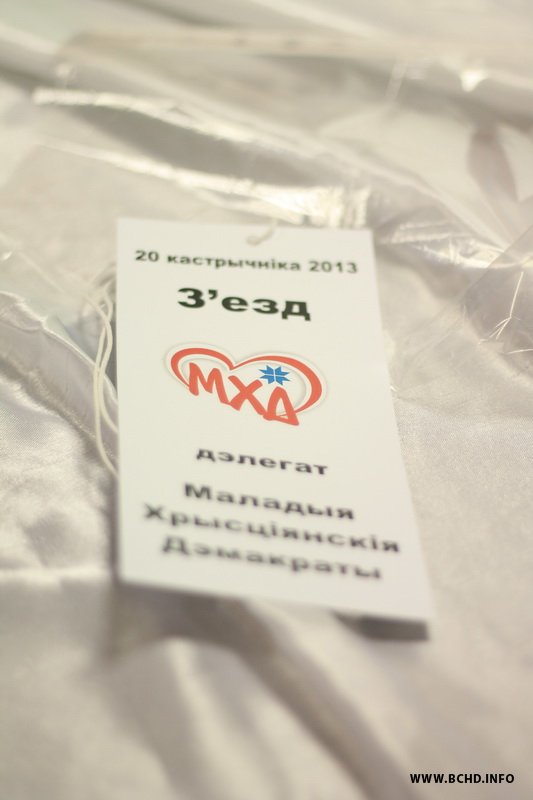 20 кастрычніка 2013
З’езд
МХД
дэлегат
Маладыя
Хрысціянскія
Дэмакраты
WWW.BCHD.INFO